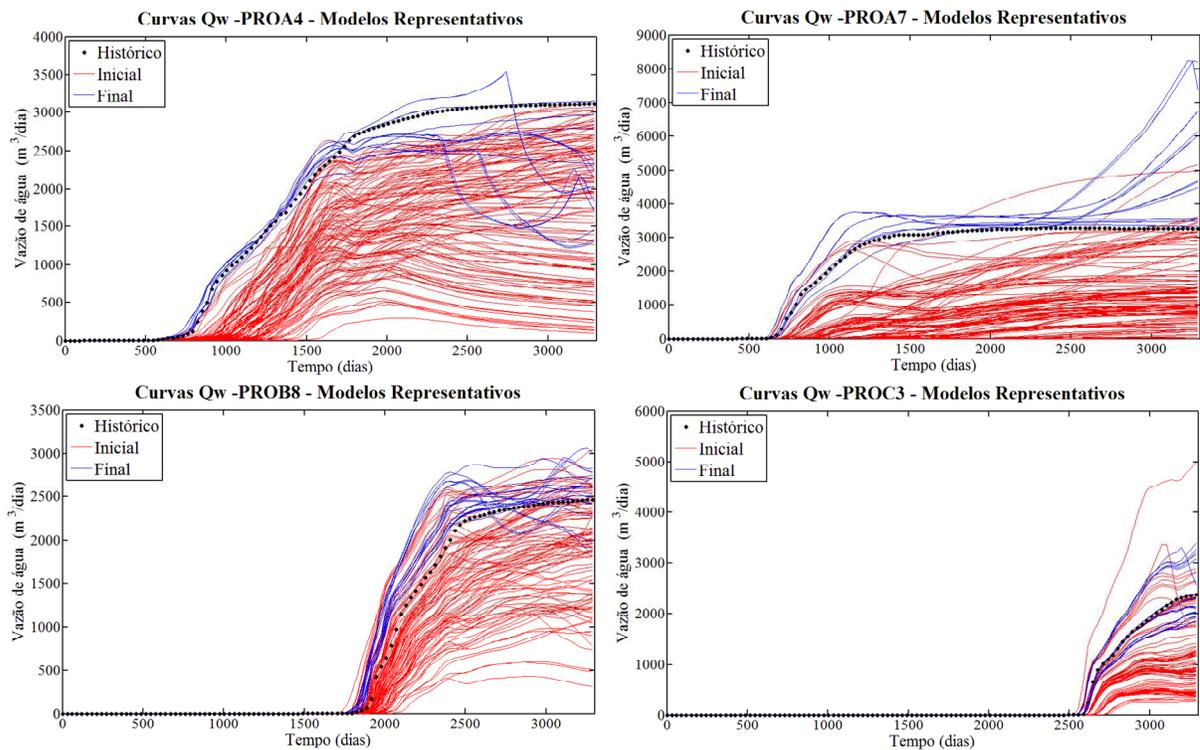 Curvas Qw -PROA4 - Modelos Representativos
4000
3500
3000
2500
2000
1500
1000
500
0
Vazão de água (m ³/dia)
Histórico
Inicial
Final
0 500 1000 1500 2000 2500 3000
Tempo (dias)
Curvas Qw -PROA7 - Modelos Representativos
9000
8000
7000
6000
5000
4000
3000
2000
1000
0
Vazão de água (m ³/dia)
Histórico
Inicial
Final
0 500 1000 1500 2000 2500 3000
Tempo (dias)
Curvas Qw -PROB8 - Modelos Representativos
3500
3000
2500
2000
1500
1000
500
0
Vazão de água (m ³/dia)
Histórico
Inicial
Final
0 500 1000 1500 2000 2500 3000
Tempo (dias)
Curvas Qw -PROC3 - Modelos Representativos
6000
5000
4000
3000
2000
1000
0
Vazão de água (m ³/dia)
Histórico
Inicial
Final
0 500 1000 1500 2000 2500 3000
Tempo (dias)